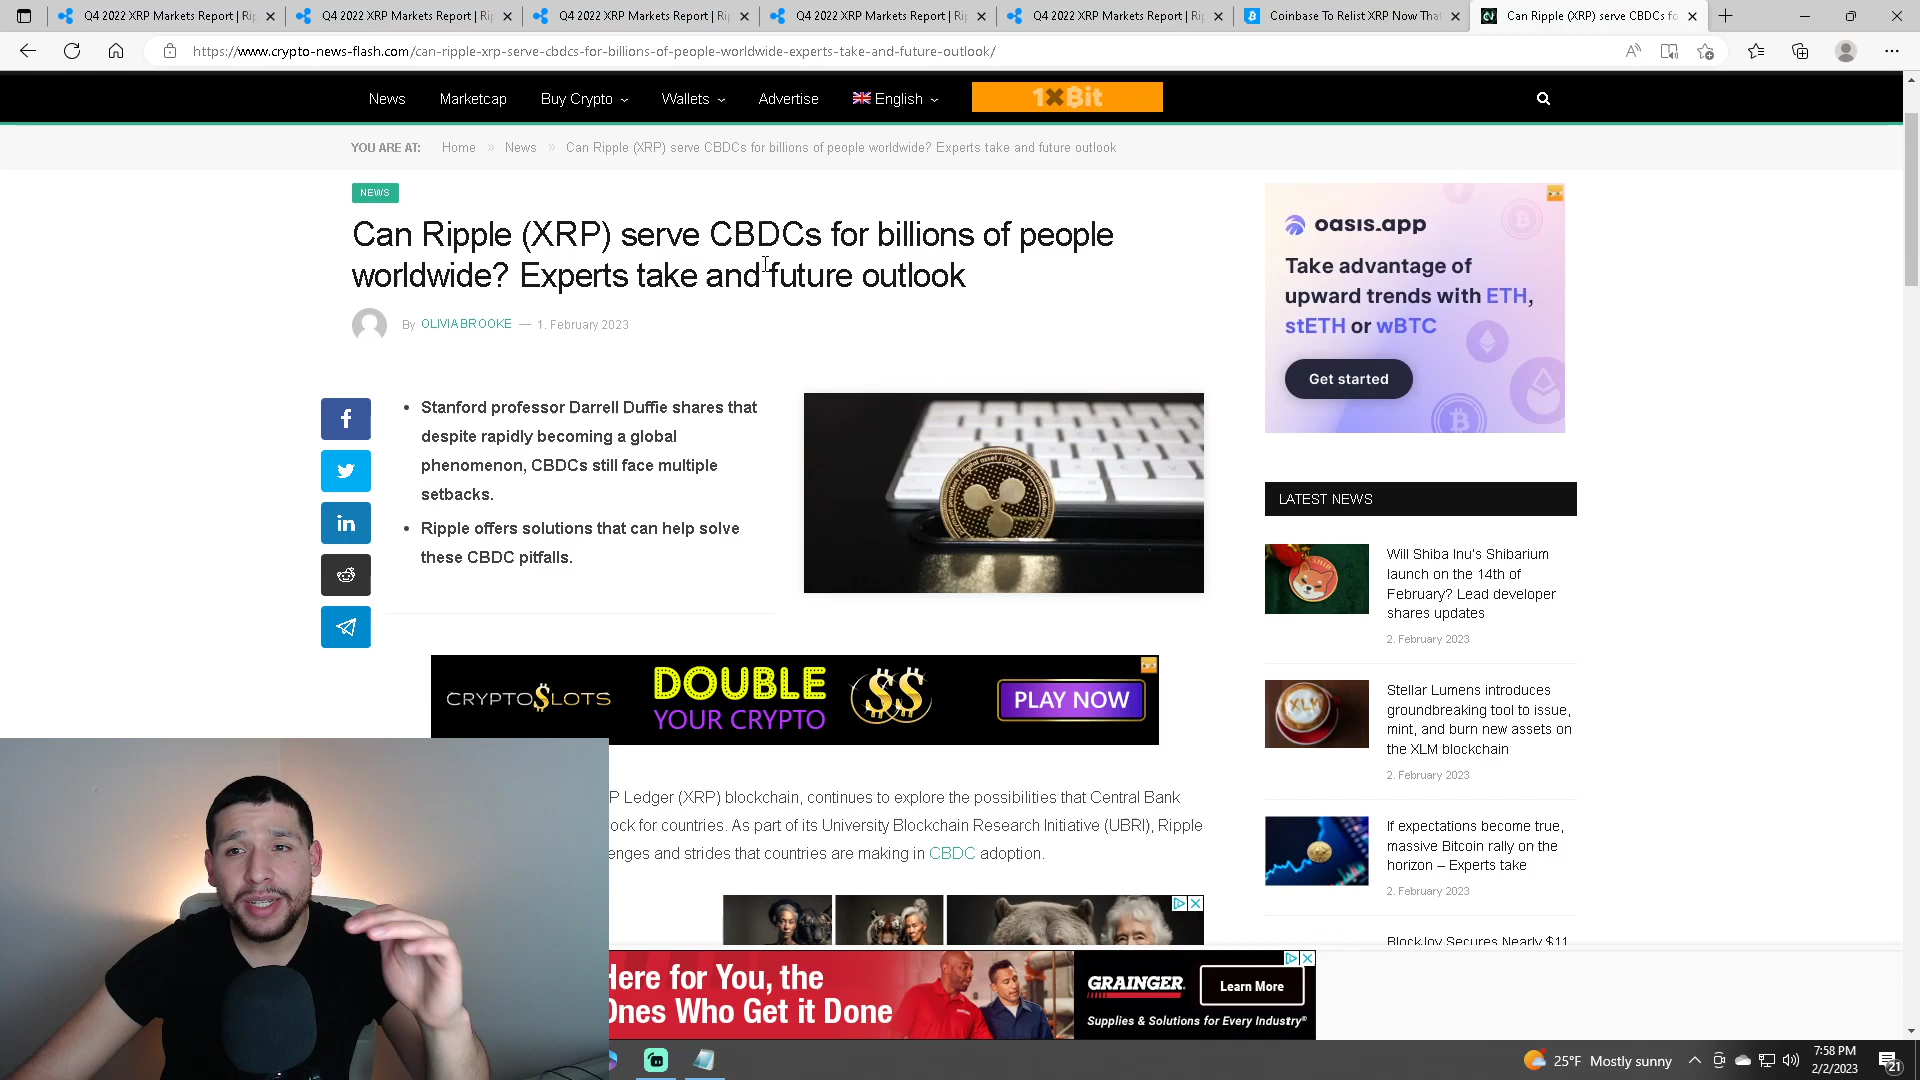 Q4 2022 XRP Markets Report | Ri
Q4 2022 XRP Markets Report | Ri
Q4 2022 XRP Markets Report | Ri
Q4 2022 XRP Markets Report | Rip
Q4 2022 XRP Markets Report | Ri
Coinbase To Relist XRP Now Tha
Can Ripple (XRP) serve CBDCs fo
https://www.crypto-news-flash.com/can-ripple-xrp-serve-cbdcs-for-billions-of-people-worldwide-experts-take-and-future-outlook/
News
Marketcap
Buy Crypto
Wallets
Advertise
English
1XBit
YOU ARE AT:
Home » News » Can Ripple (XRP) serve CBDCs for billions of people worldwide? Experts take and future outlook
NEWS
Can Ripple (XRP) serve CBDCs for billions of people
worldwide? Experts take and future outlook
By OLIVIA BROOKE — 1. February 2023
• Stanford professor Darrell Duffie shares that
despite rapidly becoming a global
phenomenon, CBDCs still face multiple
setbacks.
• Ripple offers solutions that can help solve
these CBDC pitfalls.
CRYPTO$LOTS
DOUBLE
YOUR CRYPTO
$$
PLAY NOW
P Ledger (XRP) blockchain, continues to explore the possibilities that Central Bank
ock for countries. As part of its University Blockchain Research Initiative (UBRI), Ripple
enges and strides that countries are making in CBDC adoption.
Here for You, the
Ones Who Get it Done
GRAINGER
Learn More
Supplies & Solutions for Every Industry®
oasis.app
Take advantage of
upward trends with ETH,
stETH or wBTC
Get started
LATEST NEWS
Will Shiba Inu's Shibarium
launch on the 14th of
February? Lead developer
shares updates
2. February 2023
XLM
Stellar Lumens introduces
groundbreaking tool to issue,
mint, and burn new assets on
the XLM blockchain
2. February 2023
If expectations become true,
massive Bitcoin rally on the
horizon – Experts take
2. February 2023
BlockJoy Secures Nearly $11
25°F Mostly sunny
7:58 PM
2/2/2023
21